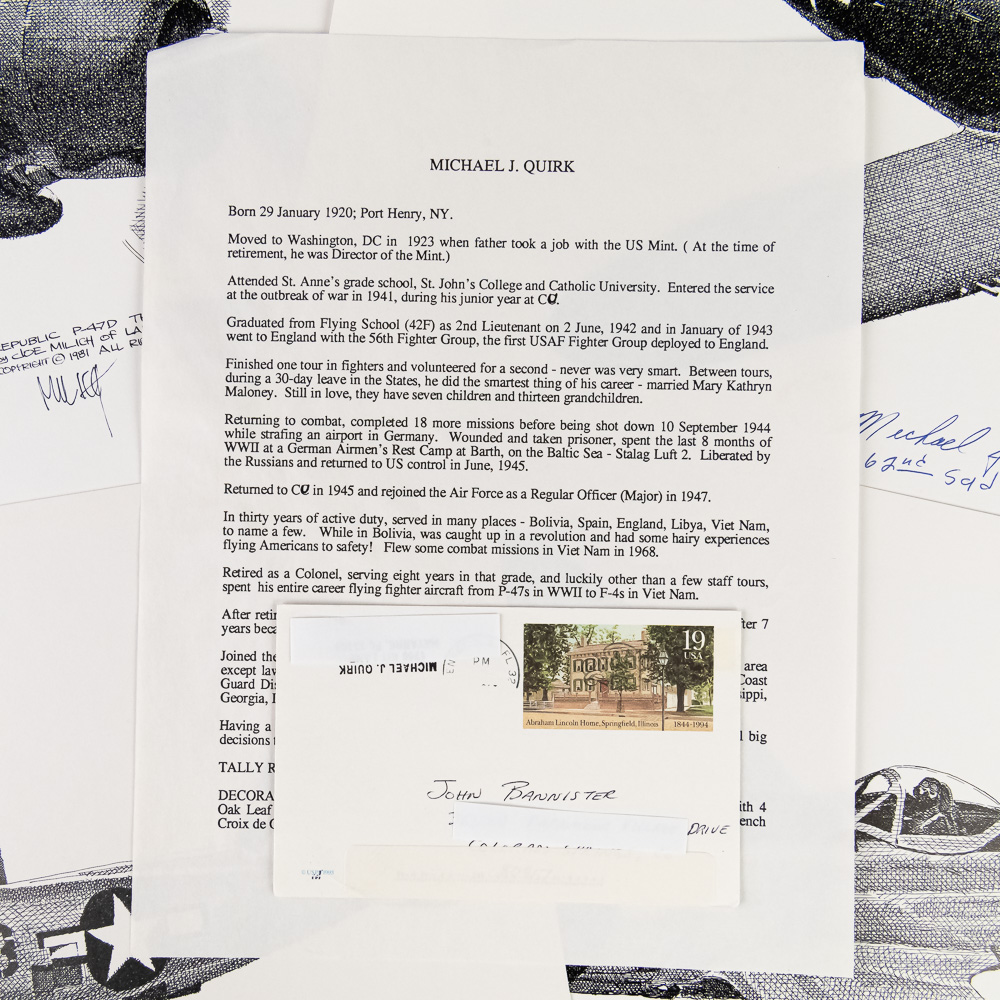 MICHAEL J. QUIRK
Born 29 January 1920; Port Henry, NY.
Moved to Washington, DC in 1923 when father took a job with the US Mint. ( At the time of
retirement, he was Director of the Mint.)
Attended St. Anne's grade school, St. John's College and Catholic University. Entered the service
at the outbreak of war in 1941, during his junior year at CU.
Graduated from Flying School (42F) as 2nd Lieutenant on 2 June, 1942 and in January of 1943
went to England with the 56th Fighter Group, the first USAF Fighter Group deployed to England.
Finished one tour in fighters and volunteered for a second - never was very smart. Between tours,
during a 30-day leave in the States, he did the smartest thing of his career - married Mary Kathryn
Maloney. Still in love, they have seven children and thirteen grandchildren.
Returning to combat, completed 18 more missions before being shot down 10 September 1944
while strafing an airport in Germany. Wounded and taken prisoner, spent the last 8 months of
WWII at a German Airmen's Rest Camp at Barth, on the Baltic Sea - Stalag Luft 2. Liberated by
the Russians and returned to US control in June, 1945.
Returned to CU in 1945 and rejoined the Air Force as a Regular Officer (Major) in 1947.
In thirty years of active duty, served in many places - Bolivia, Spain, England, Libya, Viet Nam,
to name a few. While in Bolivia, was caught up in a revolution and had some hairy experiences
flying Americans to safety! Flew some combat missions in Viet Nam in 1968.
Retired as a Colonel, serving eight years in that grade, and luckily other than a few staff tours,
spent his entire career flying fighter aircraft from P-47s in WWII to F-4s in Viet Nam.
After 7
years
Joined the area
except Coast
Guard
Georgia,
Having a big
decisions
TALLY
Oak Leaf with 4
Croix de
MICHAEL J. QUIRK
PM
FL 32
19
USA
Abraham Lincoln Home, Springfield, Illinois 1844-1994
JOHN BANNISTER
DRIVE
REPUBLIC P-47D
BY JOE MILICH OF
COPYRIGHT © 1981 ALL
Michael
62nd Sqd